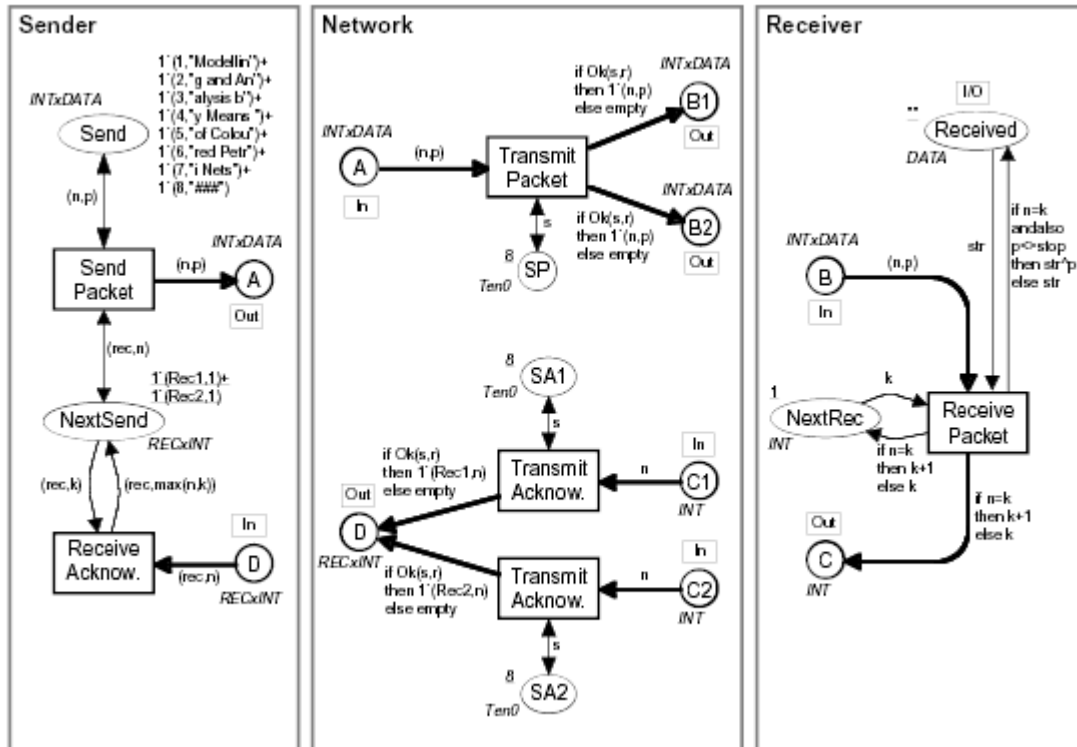 Sender
1`(1,"Modellin")+
1`(2,"g and An")+
1`(3,"alysis b")+
1`(4,"y Means ")+
1`(5,"of Colou")+
1`(6,"red Petr")+
1`(7,"i Nets")+
1`(8,"###")
INTxDATA
Send
(n,p)
Send
Packet
(n,p)
INTxDATA
A
Out
(rec,n)
1`(Rec1,1)+
1`(Rec2,1)
NextSend
RECxINT
(rec,k)
(rec,max(n,k))
Receive
Acknow.
(rec,n)
In
D
RECxINT
Network
INTxDATA
A
In
(n,p)
Transmit
Packet
if Ok(s,r)
then 1`(n,p)
else empty
INTxDATA
B1
Out
if Ok(s,r)
then 1`(n,p)
else empty
INTxDATA
B2
Out
s
8
SP
Ten0
8
SA1
Ten0
s
Transmit
Acknow.
n
In
C1
INT
if Ok(s,r)
then 1`(Rec1,n)
else empty
Out
D
RECxINT
if Ok(s,r)
then 1`(Rec2,n)
else empty
Transmit
Acknow.
n
In
C2
INT
s
8
SA2
Ten0
Receiver
I/O
""
Received
DATA
str
if n=k
andalso
p<>stop
then str^p
else str
INTxDATA
B
In
(n,p)
1
NextRec
INT
k
if n=k
then k+1
else k
Receive
Packet
if n=k
then k+1
else k
Out
C
INT